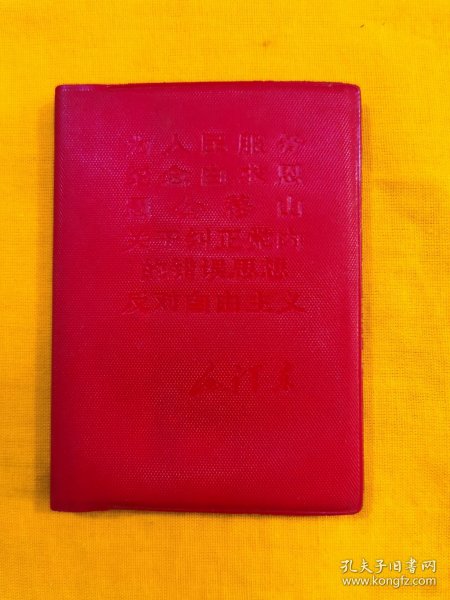 为人民服务
纪念白求恩
愚公移山
关于纠正党内
的错误思想
反对自由主义
毛泽东
孔夫子旧书网
www.kongfz.com